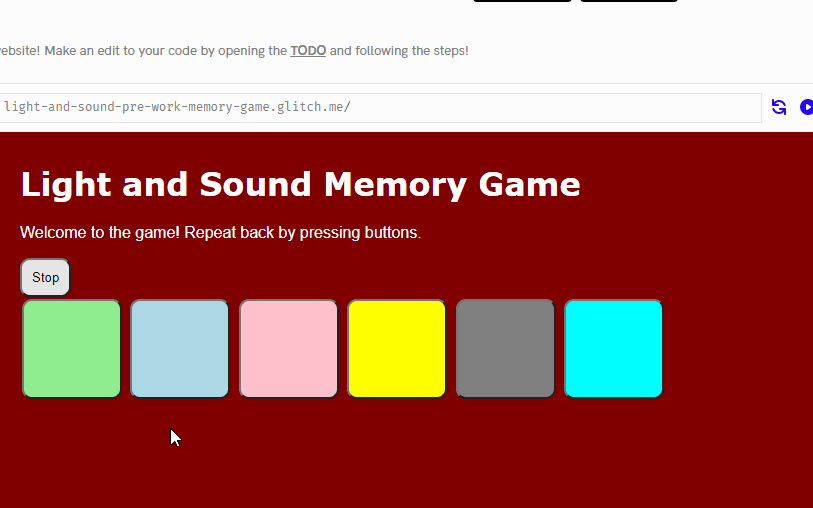 website! Make an edit to your code by opening the TODO and following the steps!
light-and-sound-pre-work-memory-game.glitch.me/
Light and Sound Memory Game
Welcome to the game! Repeat back by pressing buttons.
Stop